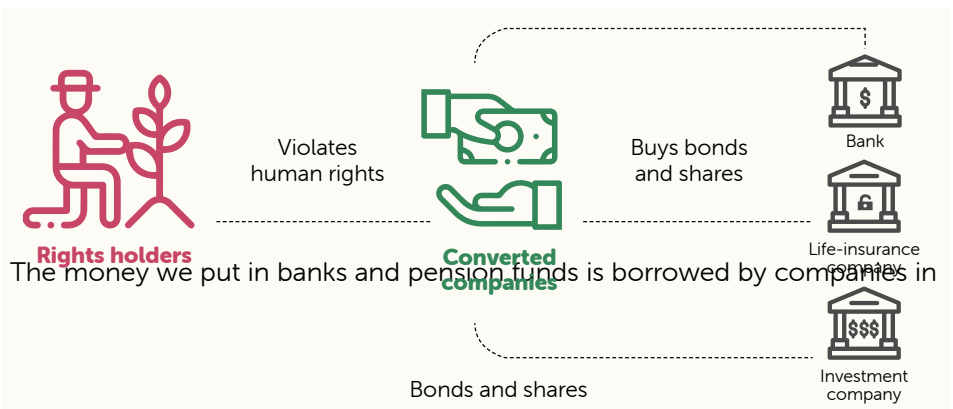 $
Bank
Violates
human rights
Buys bonds
and shares
Rights holders
Converted
companies
Life-insurance
company
The money we put in banks and pension funds is borrowed by companies in
$$$
Investment
company
Bonds and shares